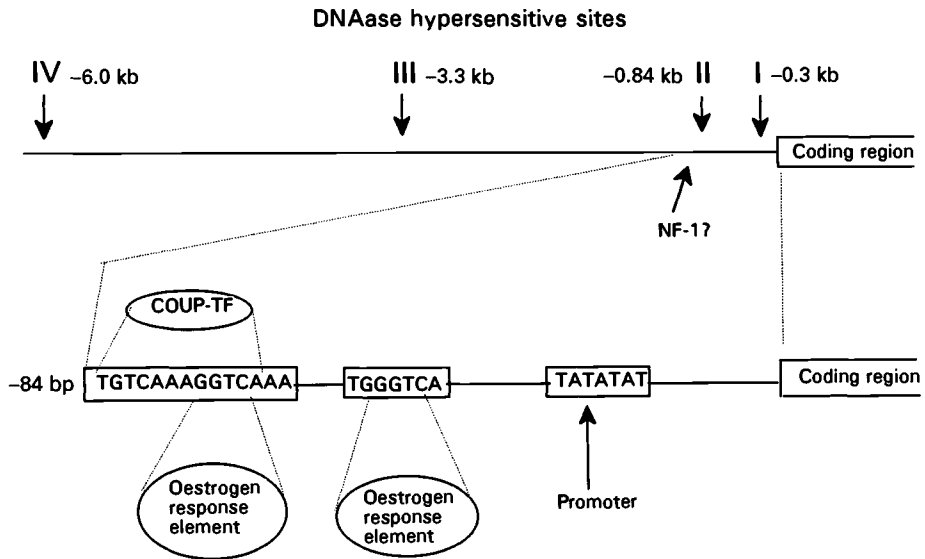 DNAase hypersensitive sites
IV –6.0 kb III –3.3 kb –0.84 kb II I –0.3 kb
Coding region
NF-1?
COUP-TF
–84 bp TGTCAAAGGTCAAA TGGGTCA TATATAT Coding region
Oestrogen
response
element
Oestrogen
response
element
Promoter